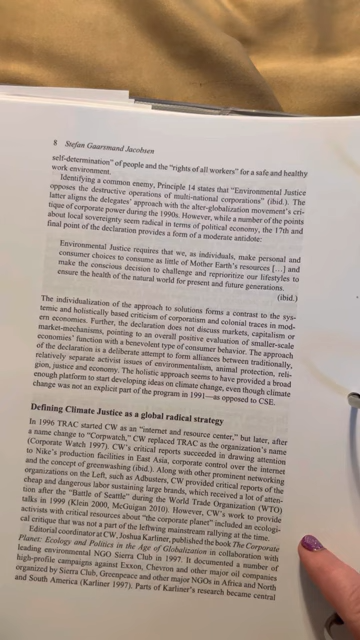 8 Stefan Gaarsmand Jacobsen
self-determination" of people and the "rights of all workers" for a safe and healthy
work environment.
Identifying a common enemy, Principle 14 states that "Environmental Justice
opposes the destructive operations of multi-national corporations" (ibid.). The
latter aligns the delegates' approach with the alter-globalization movement's cri-
tique of corporate power during the 1990s. However, while a number of the points
about local sovereignty seem radical in terms of political economy, the 17th and
final point of the declaration provides a form of a moderate antidote:
Environmental Justice requires that we, as individuals, make personal and
consumer choices to consume as little of Mother Earth's resources [...] and
make the conscious decision to challenge and reprioritize our lifestyles to
ensure the health of the natural world for present and future generations.
(ibid.)
The individualization of the approach to solutions forms a contrast to the sys-
temic and holistically based criticism of corporatism and colonial traces in mod-
ern economies. Further, the declaration does not discuss markets, capitalism or
market-mechanisms, pointing to an overall positive evaluation of smaller-scale
economies' function with a benevolent type of consumer behavior. The approach
of the declaration is a deliberate attempt to form alliances between traditionally,
relatively separate activist issues of environmentalism, animal protection, reli-
gion, justice and economy. The holistic approach seems to have provided a broad
enough platform to start developing ideas on climate change, even though climate
change was not an explicit part of the program in 1991—as opposed to CSE.
Defining Climate Justice as a global radical strategy
In 1996 TRAC started CW as an "internet and resource center," but later, after
a name change to "Corpwatch," CW replaced TRAC as the organization's name
(Corporate Watch 1997). CW's critical reports succeeded in drawing attention
to Nike's production facilities in East Asia, corporate control over the internet
and the concept of greenwashing (ibid.). Along with other prominent networking
organizations on the Left, such as Adbusters, CW provided critical reports of the
cheap and dangerous labor sustaining large brands, which received a lot of atten-
tion after the "Battle of Seattle" during the World Trade Organization (WTO)
talks in 1999 (Klein 2000, McGuigan 2010). However, CW's work to provide
activists with critical resources about "the corporate planet" included an ecologi-
cal critique that was not a part of the leftwing mainstream rallying at the time.
Editorial coordinator at CW, Joshua Karliner, published the book The Corporate
Planet: Ecology and Politics in the Age of Globalization in collaboration with
leading environmental NGO Sierra Club in 1997. It documented a number of
high-profile campaigns against Exxon, Chevron and other major oil companies
organized by Sierra Club, Greenpeace and other major NGOs in Africa and North
and South America (Karliner 1997). Parts of Karliner's research became central